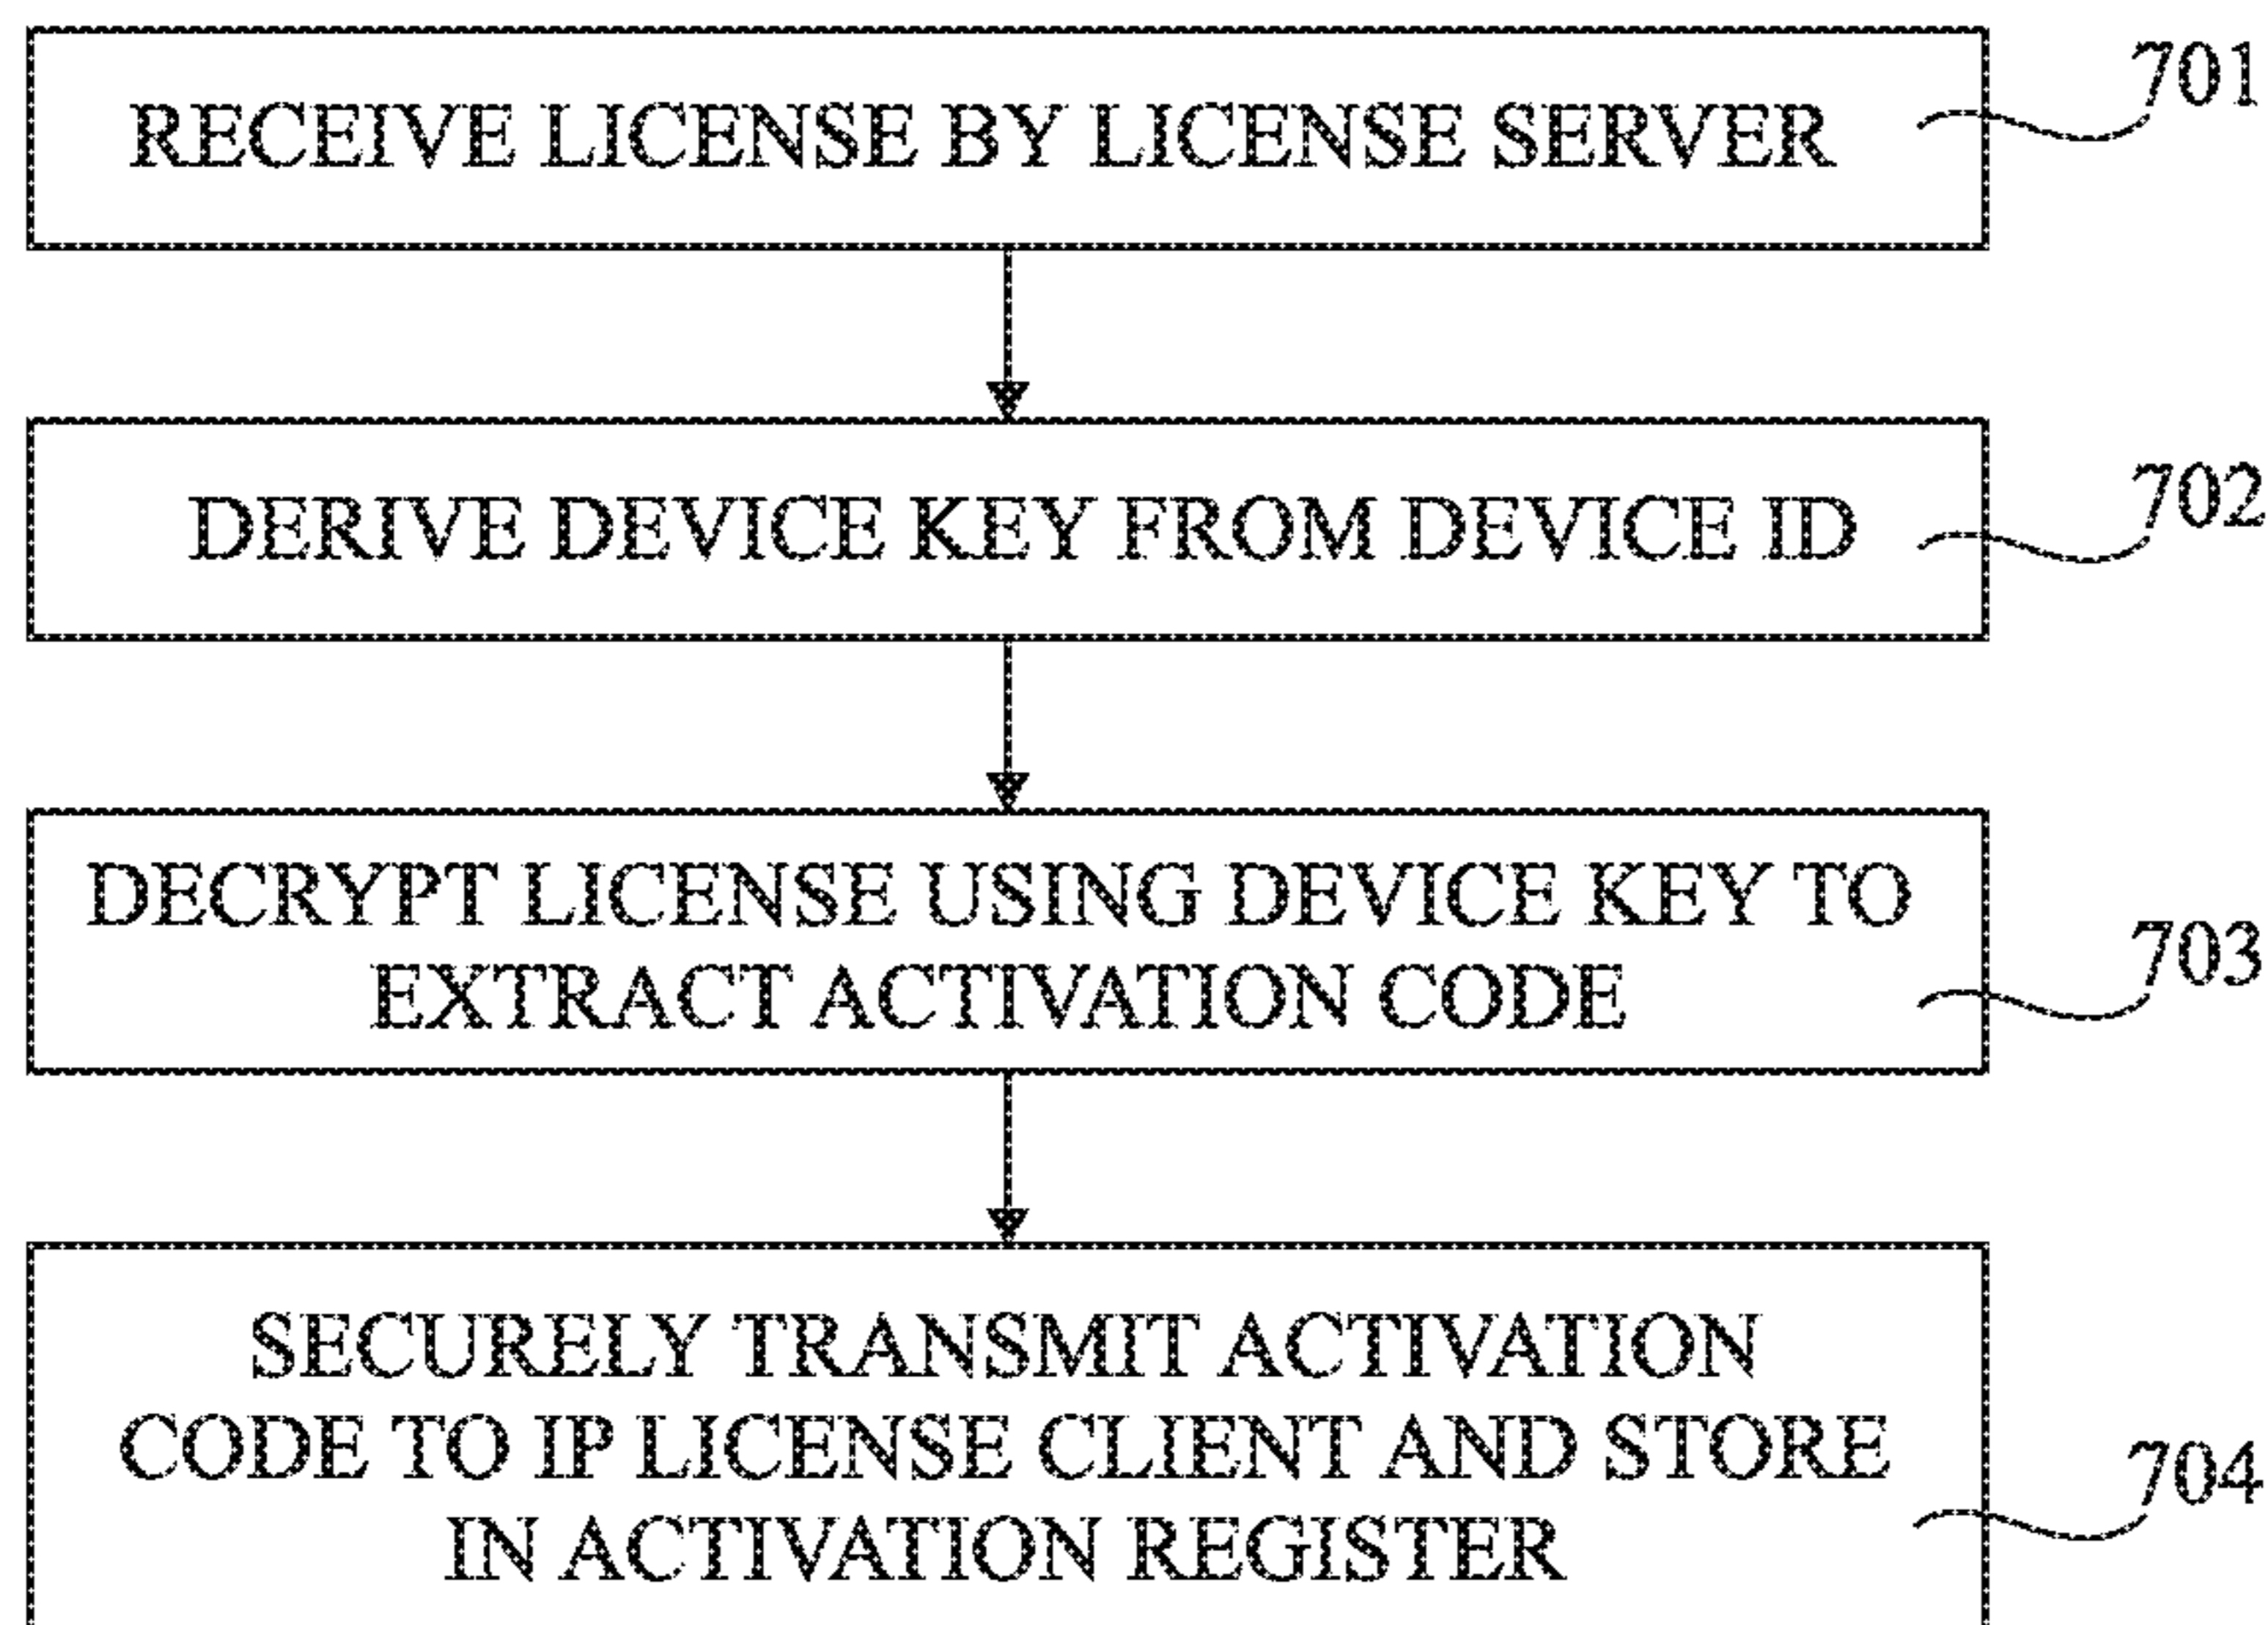 RECEIVE LICENSE BY LICENSE SERVER
701
DERIVE DEVICE KEY FROM DEVICE ID
702
DECRYPT LICENSE USING DEVICE KEY TO
EXTRACT ACTIVATION CODE
703
SECURELY TRANSMIT ACTIVATION
CODE TO IP LICENSE CLIENT AND STORE
IN ACTIVATION REGISTER
704